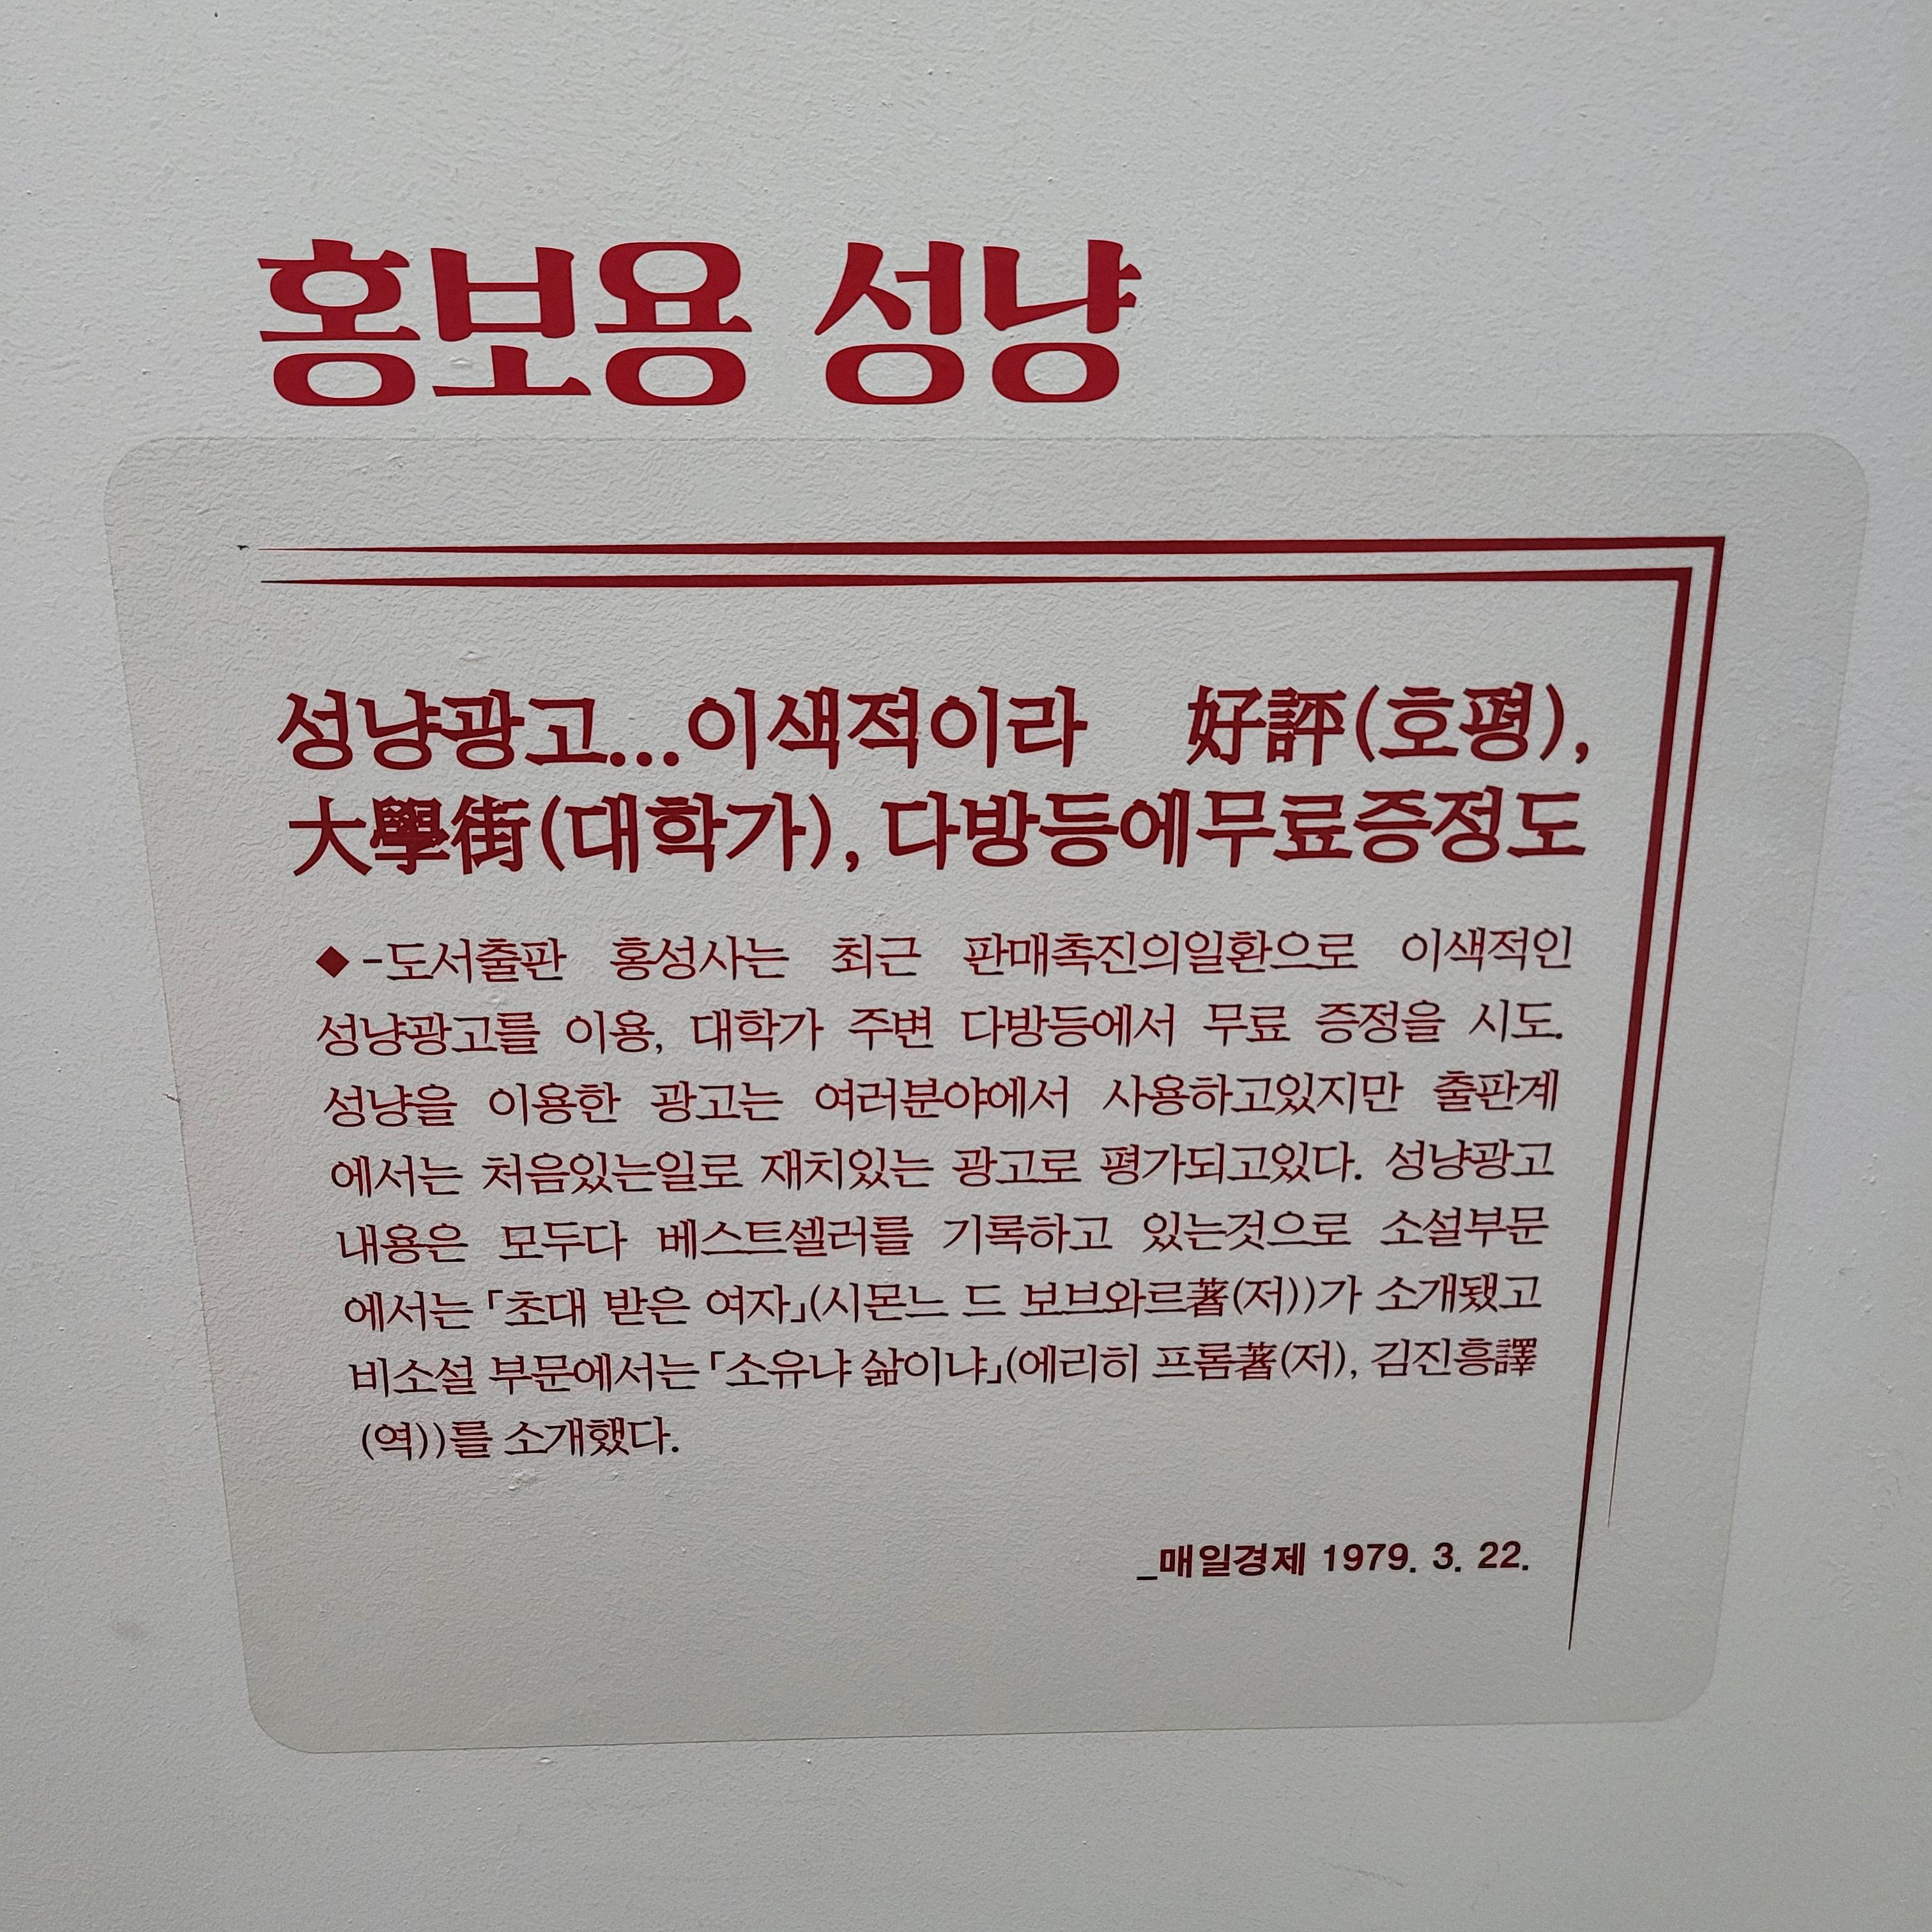 홍보용 성냥
성냥광고...이색적이라 好評(호평),
大學街(대학가), 다방등에무료증정도
◆-도서출판 홍성사는 최근 판매촉진의일환으로 이색적인
성냥광고를 이용, 대학가 주변 다방등에서 무료 증정을 시도.
성냥을 이용한 광고는 여러분야에서 사용하고있지만 출판계
에서는 처음있는일로 재치있는 광고로 평가되고있다. 성냥광고
내용은 모두다 베스트셀러를 기록하고 있는것으로 소설부문
에서는 「초대 받은 여자」(시몬느 드 보브와르著(저))가 소개됐고
비소설 부문에서는 「소유냐 삶이냐」(에리히 프롬著(저), 김진흥譯
(역))를 소개했다.
_매일경제 1979. 3. 22.